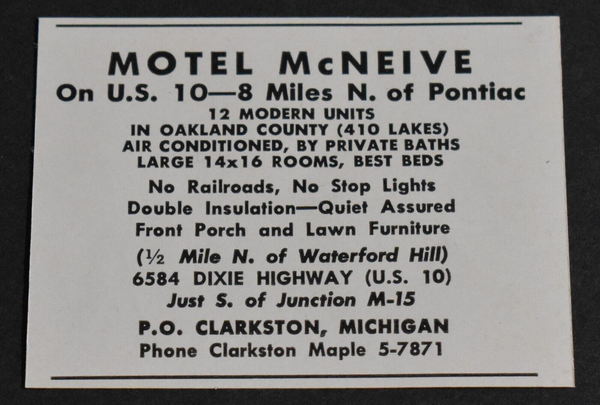 MOTEL McNEIVE
On U.S. 10—8 Miles N. of Pontiac
12 MODERN UNITS
IN OAKLAND COUNTY (410 LAKES)
AIR CONDITIONED, BY PRIVATE BATHS
LARGE 14x16 ROOMS, BEST BEDS
No Railroads, No Stop Lights
Double Insulation—Quiet Assured
Front Porch and Lawn Furniture
(½ Mile N. of Waterford Hill)
6584 DIXIE HIGHWAY (U.S. 10)
Just S. of Junction M-15
P.O. CLARKSTON, MICHIGAN
Phone Clarkston Maple 5-7871